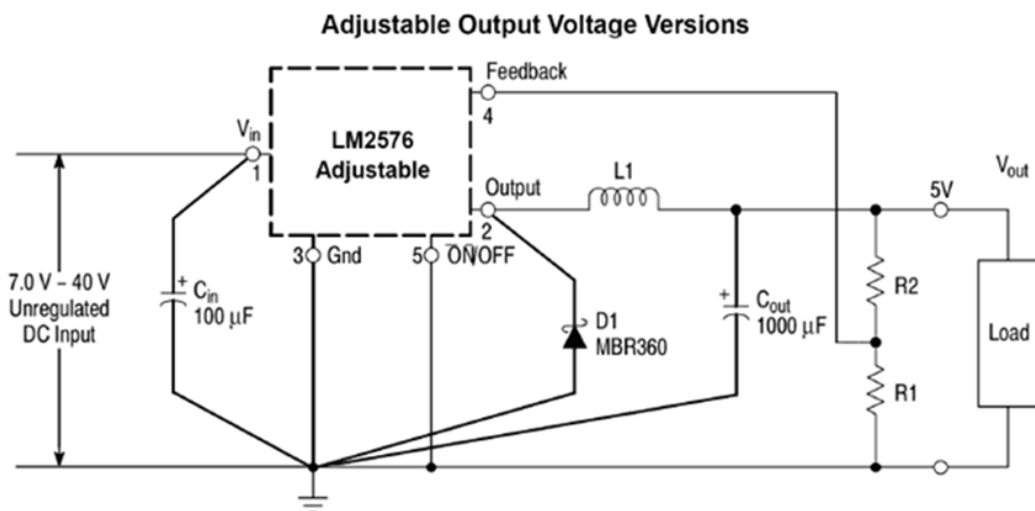 Adjustable Output Voltage Versions
Feedback
4
Vin
1
LM2576
Adjustable
Output
2
L1
5V
Vout
3 Gnd
5 ON/OFF
7.0 V – 40 V
Unregulated
DC Input
+
Cin
100 µF
D1
MBR360
+
Cout
1000 µF
R2
R1
Load